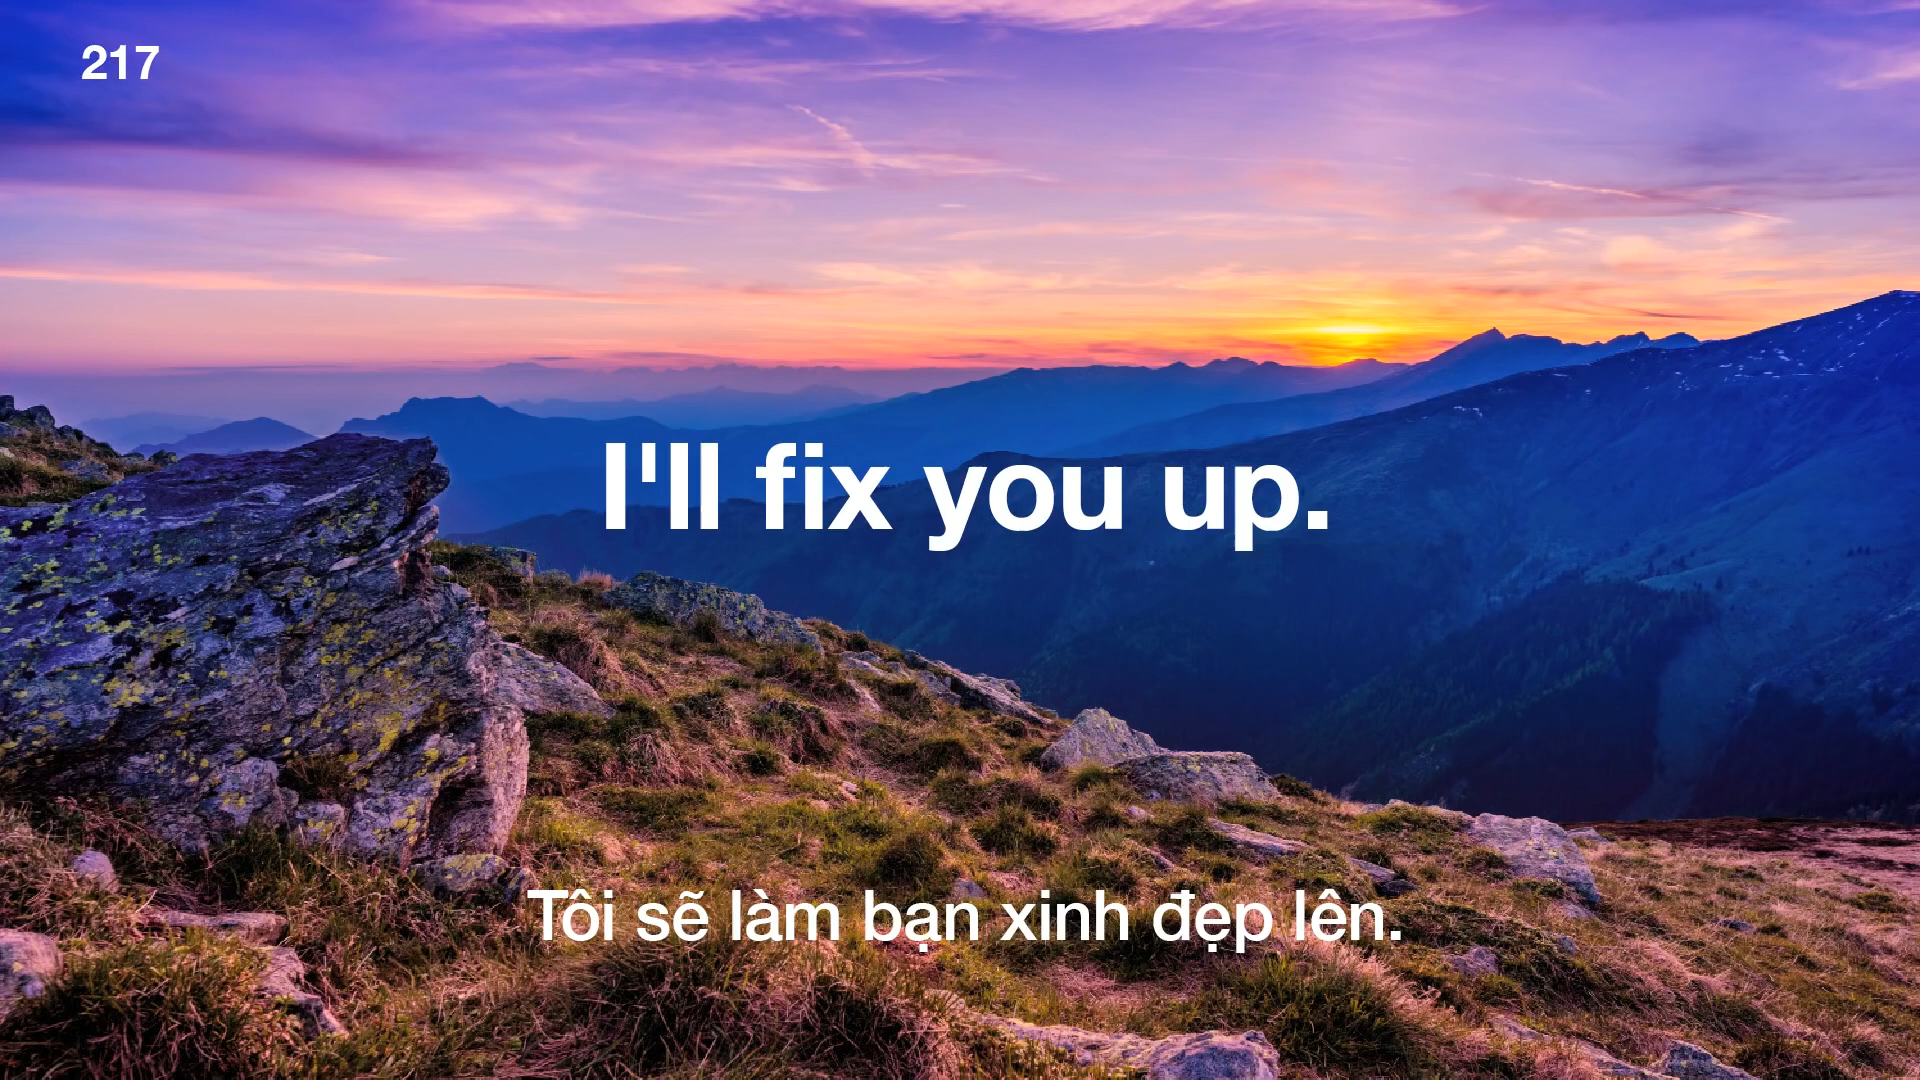 217
I'll fix you up.
Tôi sẽ làm bạn xinh đẹp lên.